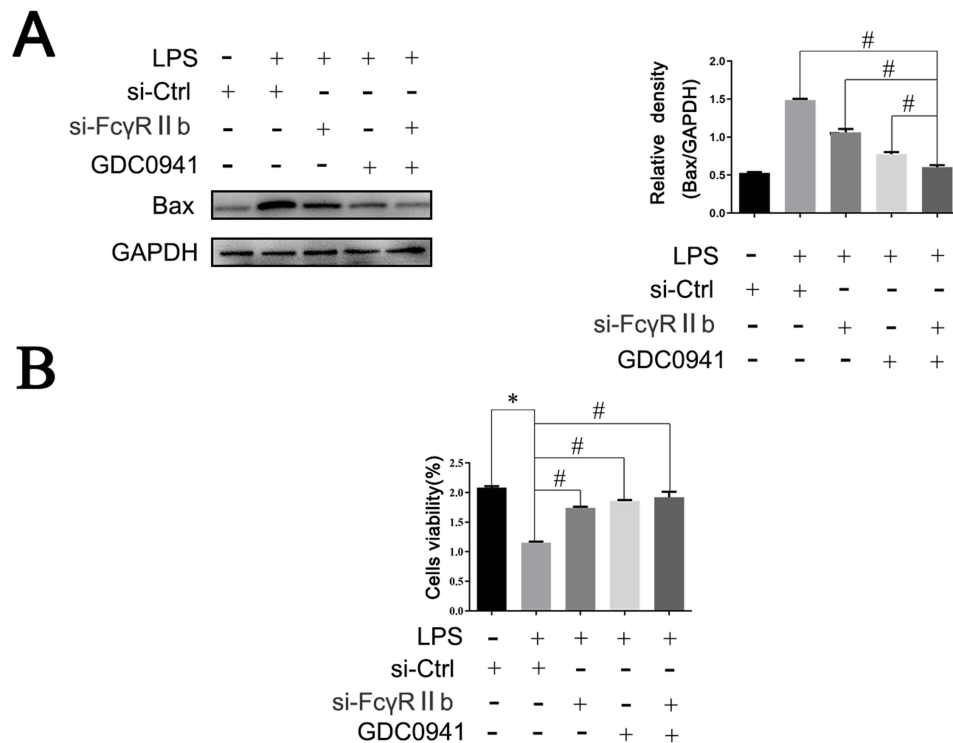 A
LPS - + + + +
si-Ctrl + + - - -
si-FcγRⅡb - - + - +
GDC0941 - - - + +
Bax
GAPDH
Relative density
(Bax/GAPDH)
2.0
1.5
1.0
0.5
0.0
#
#
#
LPS - + + + +
si-Ctrl + + - - -
si-FcγRⅡb - - + - +
GDC0941 - - - + +
B
Cells viability(%)
2.5
2.0
1.5
1.0
0.5
0.0
*
#
#
#
LPS - + + + +
si-Ctrl + + - - -
si-FcγRⅡb - - + - +
GDC0941 - - - + +